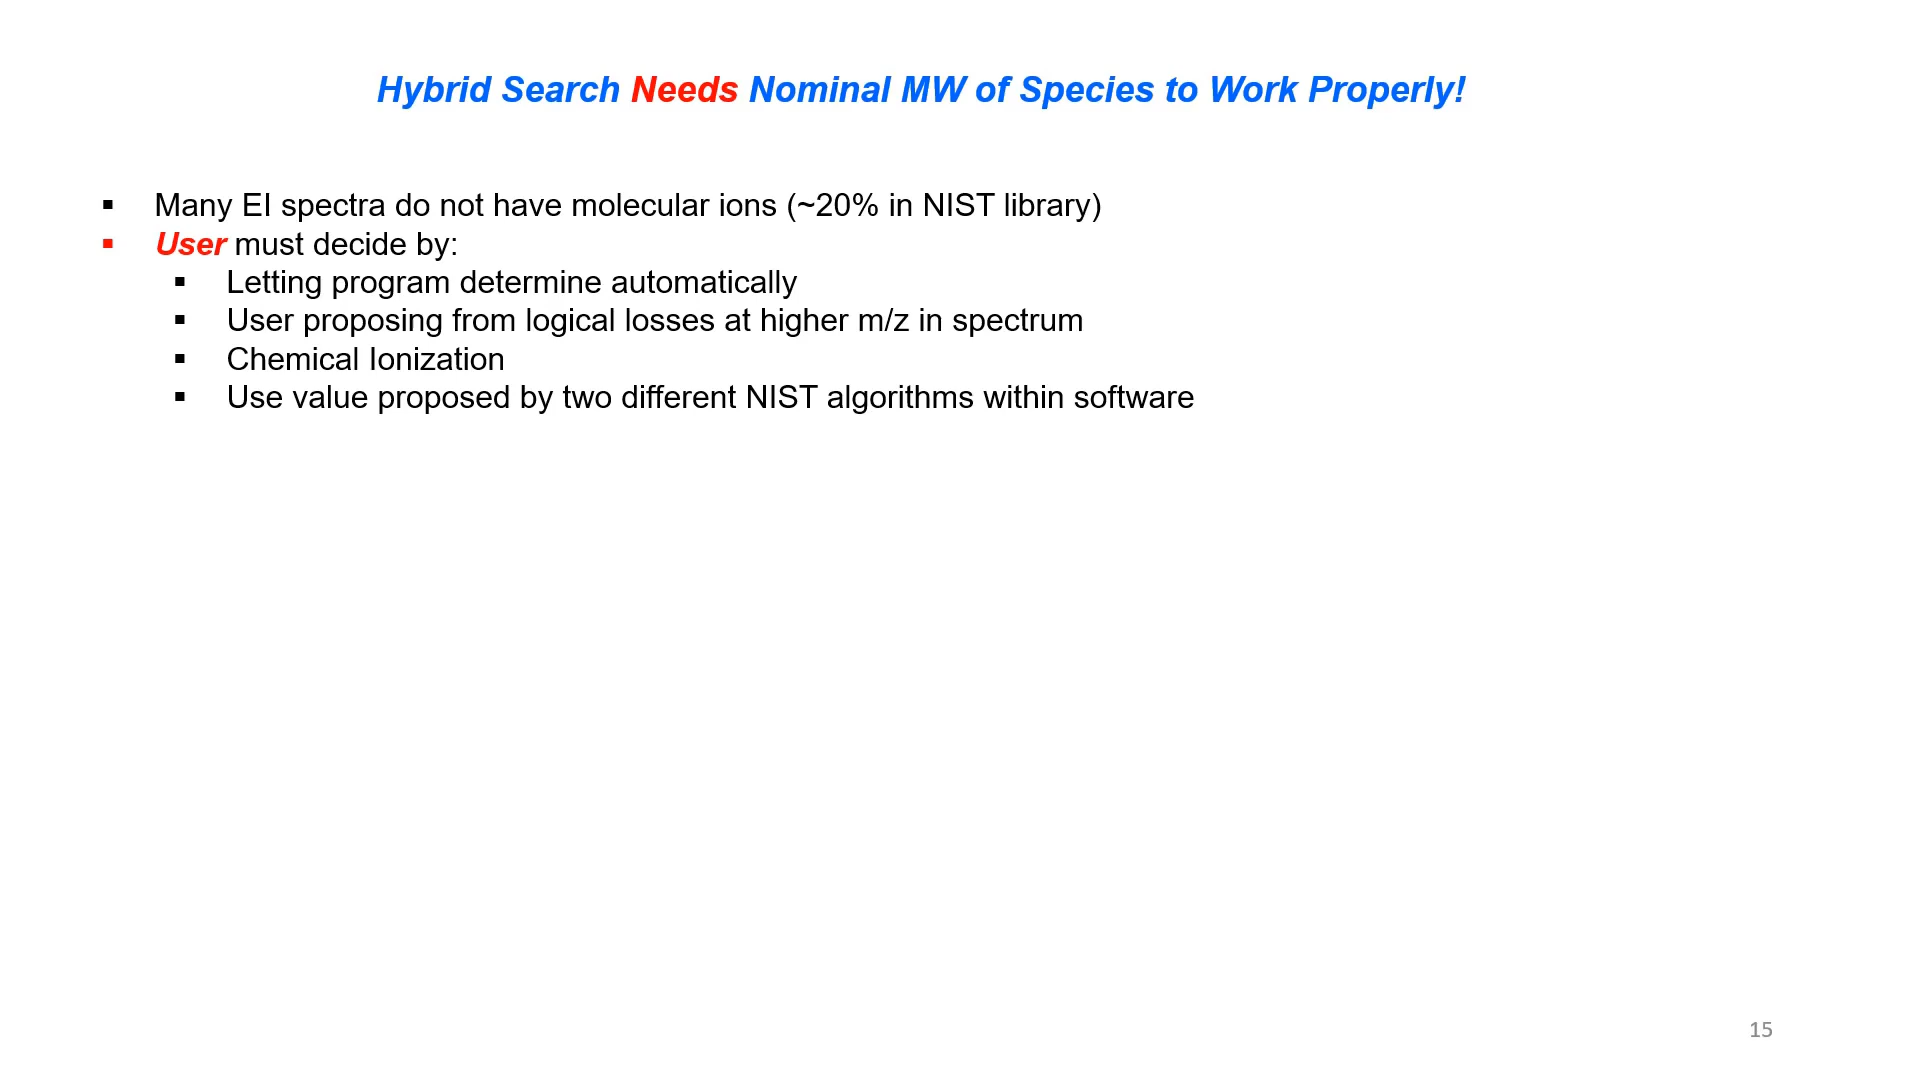 Hybrid Search Needs Nominal MW of Species to Work Properly!
▪ Many EI spectra do not have molecular ions (~20% in NIST library)
▪ User must decide by:
▪ Letting program determine automatically
▪ User proposing from logical losses at higher m/z in spectrum
▪ Chemical Ionization
▪ Use value proposed by two different NIST algorithms within software
15